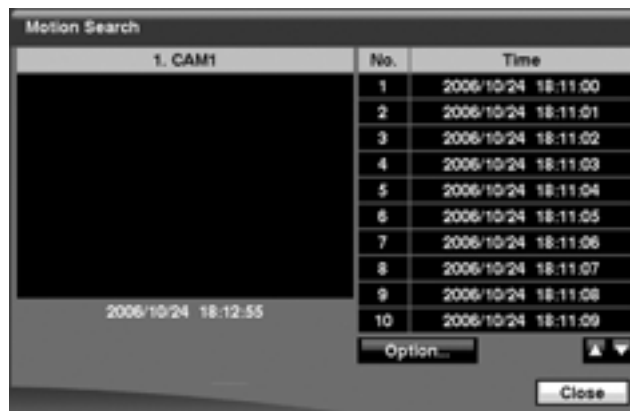 Motion Search
1. CAM1
No. Time
1 2006/10/24 18:11:00
2 2006/10/24 18:11:01
3 2006/10/24 18:11:02
4 2006/10/24 18:11:03
5 2006/10/24 18:11:04
6 2006/10/24 18:11:05
7 2006/10/24 18:11:06
8 2006/10/24 18:11:07
9 2006/10/24 18:11:08
10 2006/10/24 18:11:09
2006/10/24 18:12:55
Option...
Close